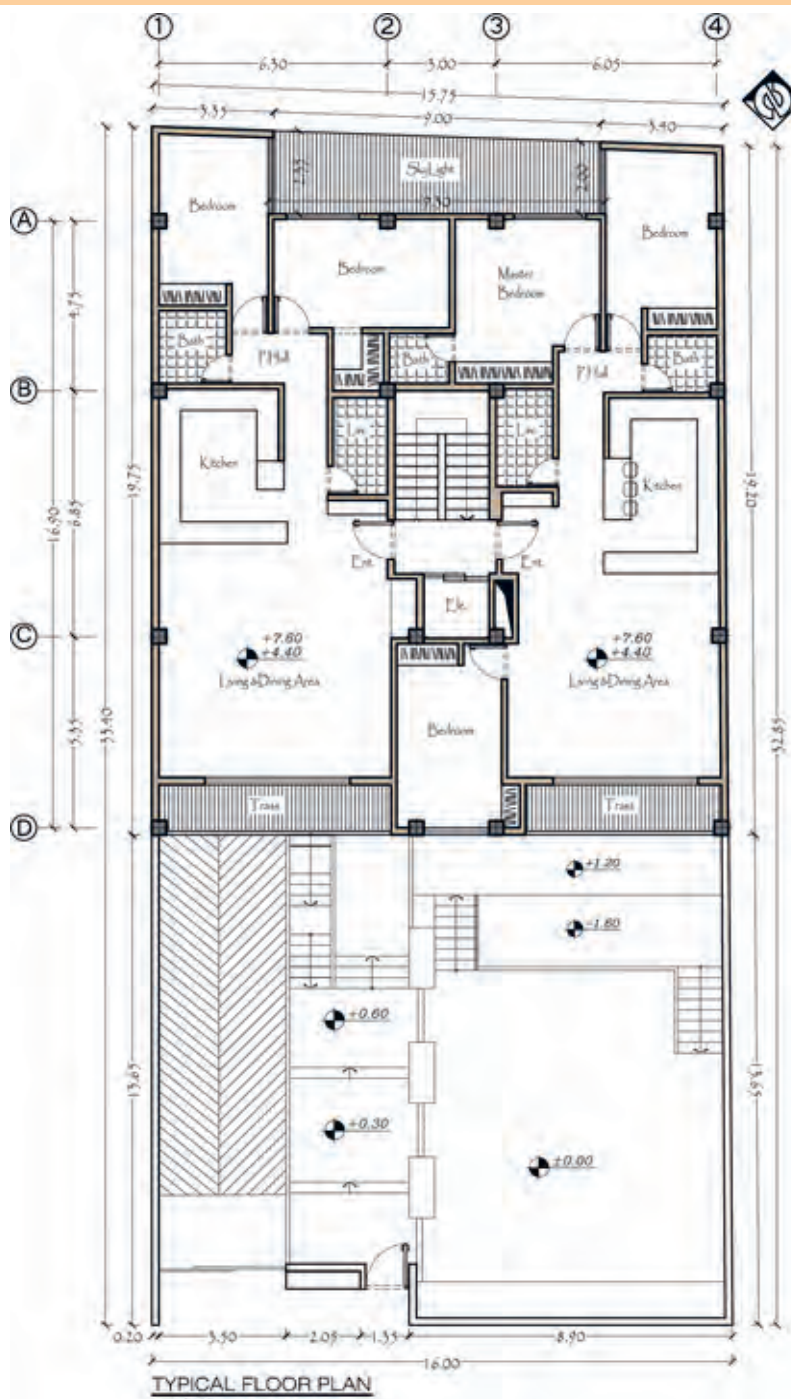 1 2 3 4
6.30 3.00 6.05
15.75
3.35 9.00 3.40
SkyLight
2.35
2.00
9.30
Bedroom
Bedroom
A
Bedroom
Master
Bedroom
4.75
Bath
Bath
Bath
P.Hall
P.Hall
B
Lav.
Lav.
Kitchen
Kitchen
19.75
19.20
16.90
6.85
Ent.
Ent.
Ele.
C
+7.60
+4.40
Living&Dining Area
+7.60
+4.40
Living&Dining Area
33.40
5.35
32.85
Bedroom
Trass
Trass
D
+1.20
-1.60
+0.60
13.65
13.65
+0.30
+0.00
0.20 3.50 2.05 1.35 8.90
16.00
TYPICAL FLOOR PLAN